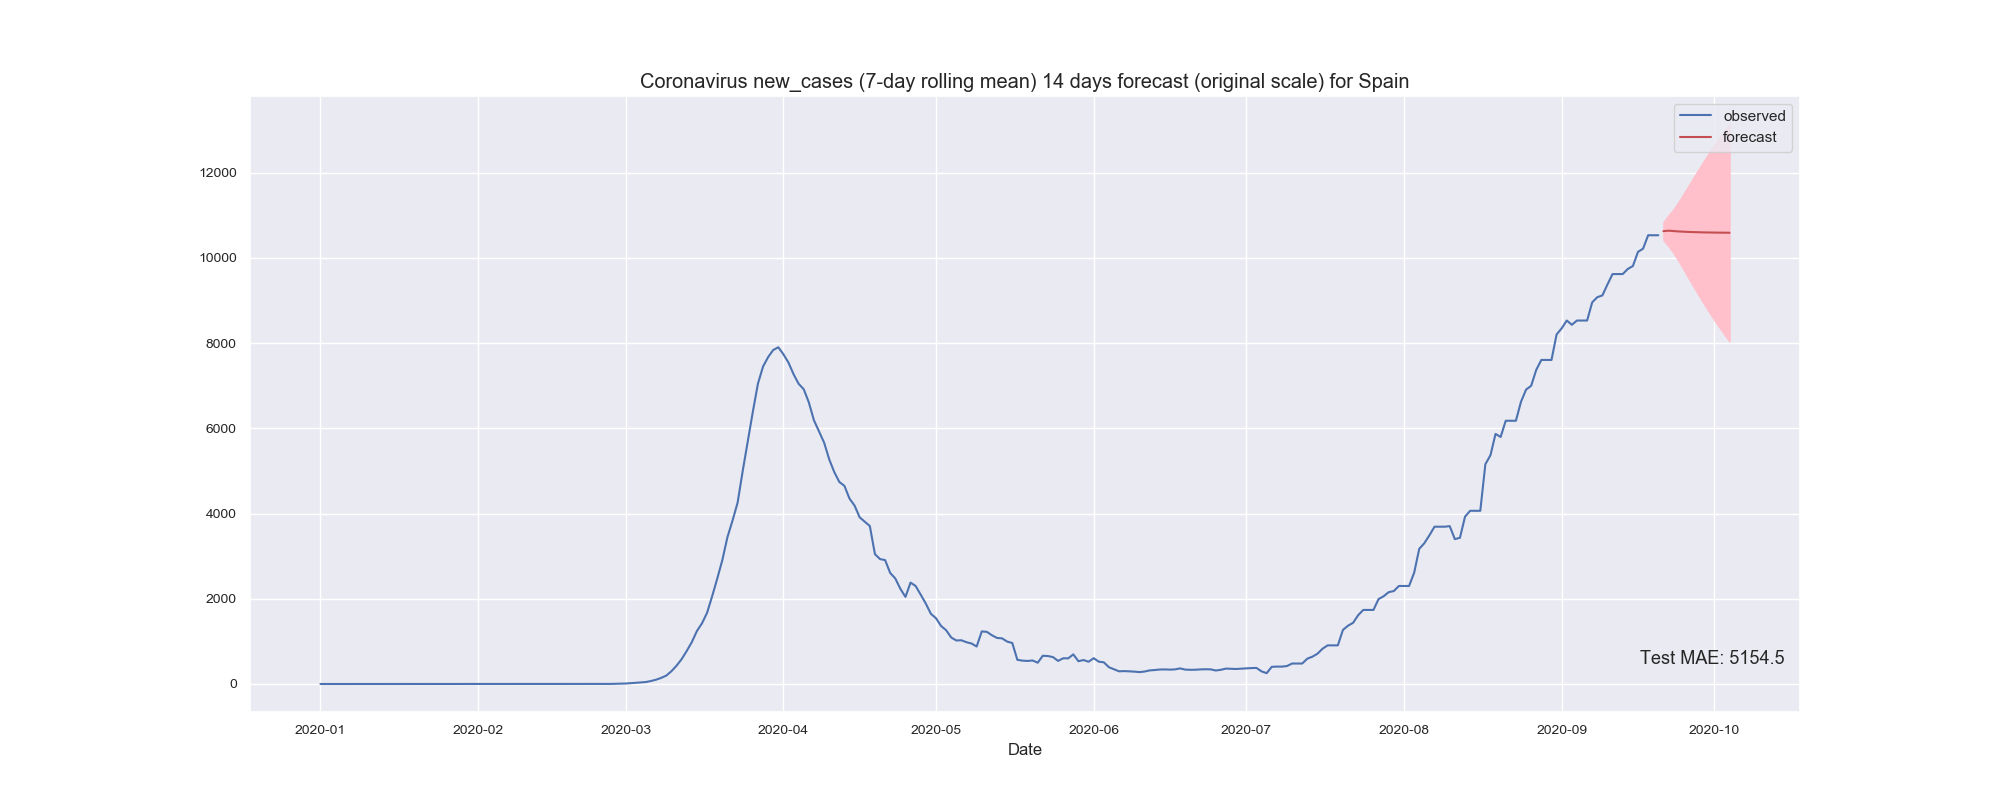 Coronavirus new_cases (7-day rolling mean) 14 days forecast (original scale) for Spain
observed
forecast
12000
10000
8000
6000
4000
2000
0
Test MAE: 5154.5
2020-01 2020-02 2020-03 2020-04 2020-05 2020-06 2020-07 2020-08 2020-09 2020-10
Date